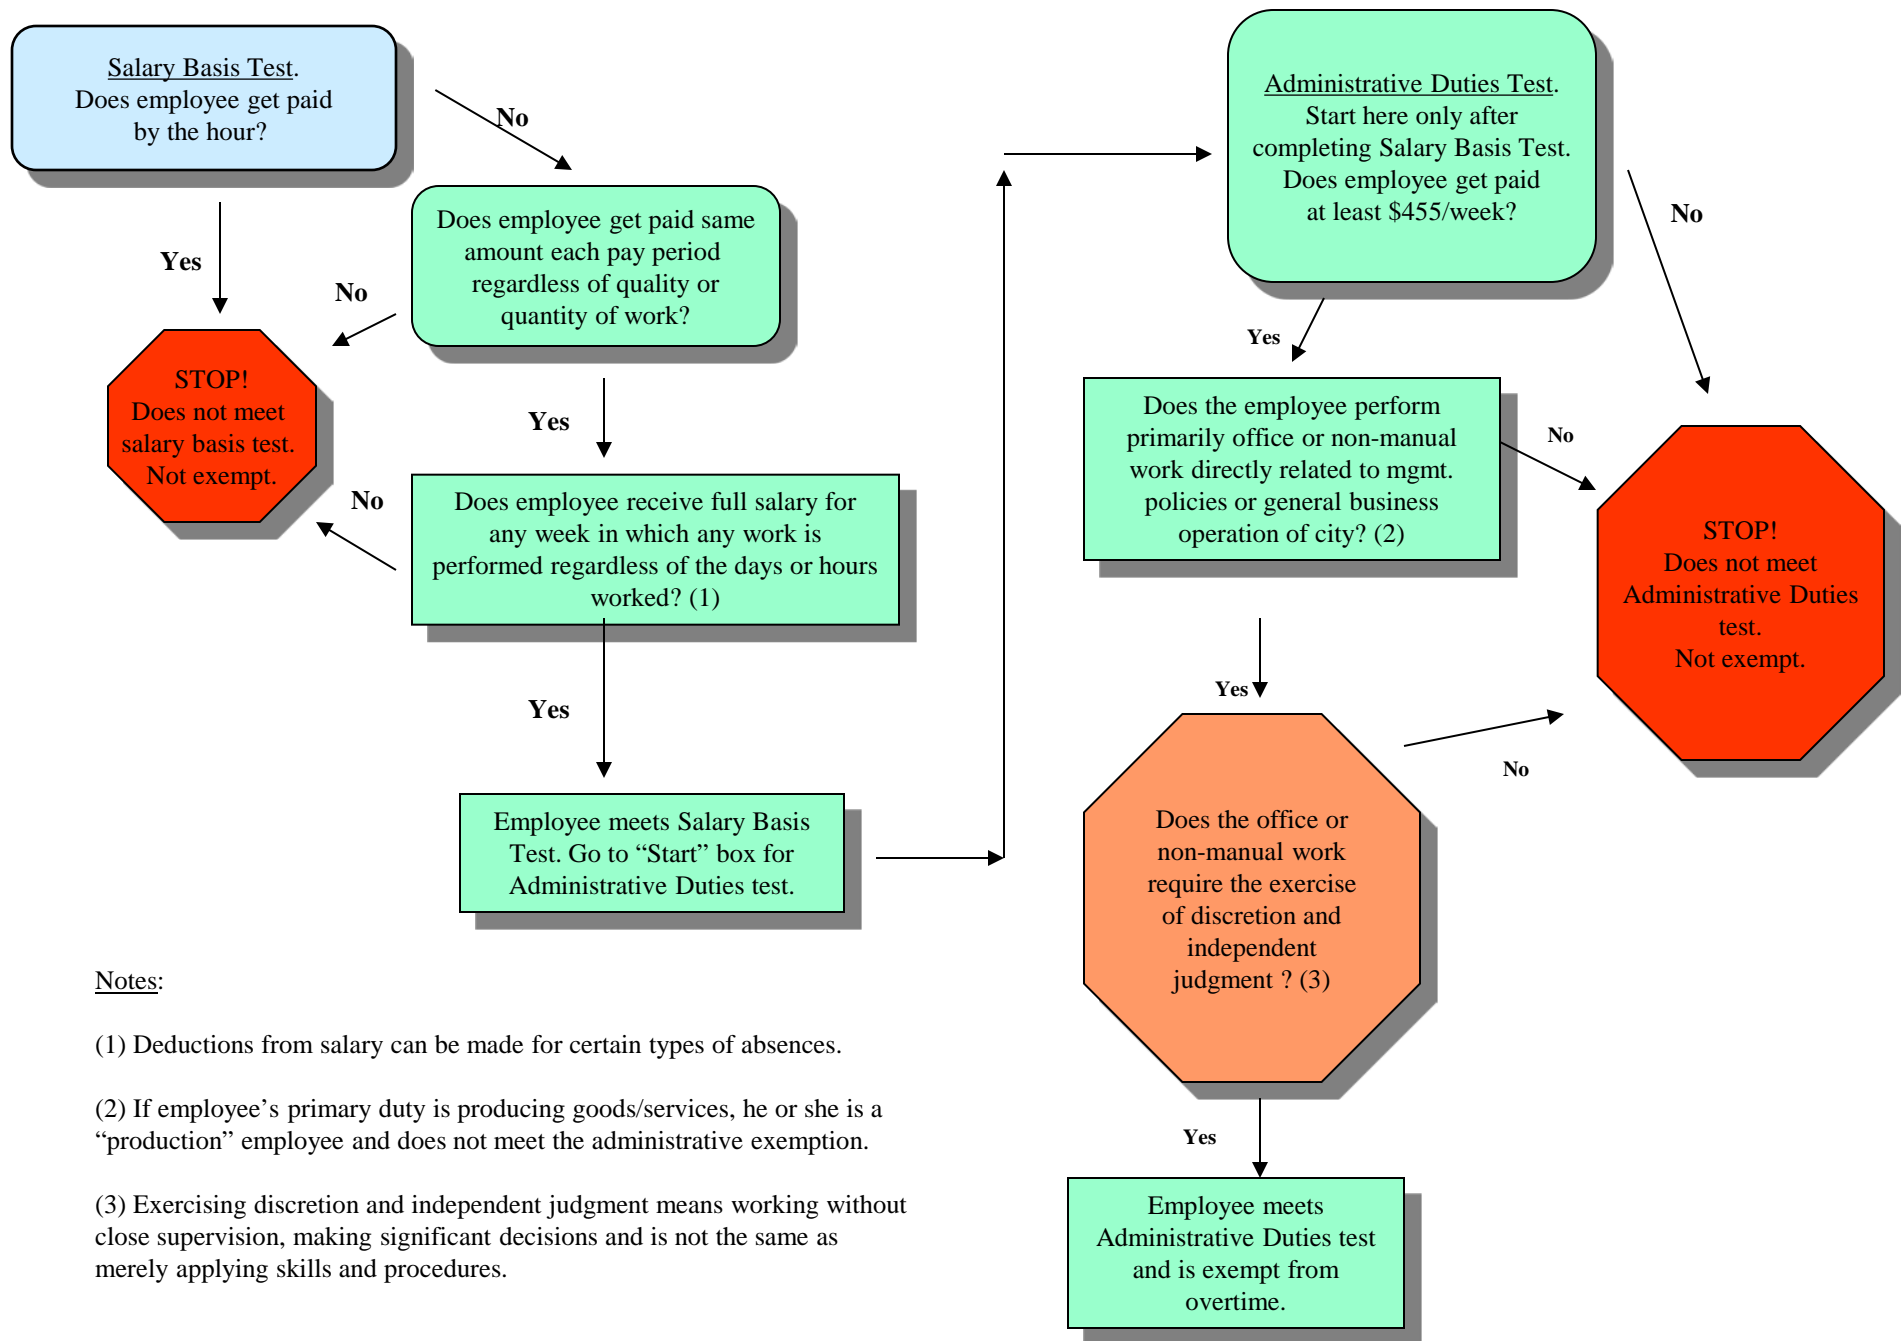 Salary Basis Test.
Does employee get paid
by the hour?
No
Yes
Does employee get paid same
amount each pay period
regardless of quality or
quantity of work?
No
STOP!
Does not meet
salary basis test.
Not exempt.
Yes
No
Does employee receive full salary for
any week in which any work is
performed regardless of the days or hours
worked? (1)
Yes
Employee meets Salary Basis
Test. Go to “Start” box for
Administrative Duties test.
Administrative Duties Test.
Start here only after
completing Salary Basis Test.
Does employee get paid
at least $455/week?
No
Yes
Does the employee perform
primarily office or non-manual
work directly related to mgmt.
policies or general business
operation of city? (2)
No
STOP!
Does not meet
Administrative Duties
test.
Not exempt.
Yes
No
Does the office or
non-manual work
require the exercise
of discretion and
independent
judgment ? (3)
Yes
Employee meets
Administrative Duties test
and is exempt from
overtime.
Notes:
(1) Deductions from salary can be made for certain types of absences.
(2) If employee’s primary duty is producing goods/services, he or she is a
“production” employee and does not meet the administrative exemption.
(3) Exercising discretion and independent judgment means working without
close supervision, making significant decisions and is not the same as
merely applying skills and procedures.